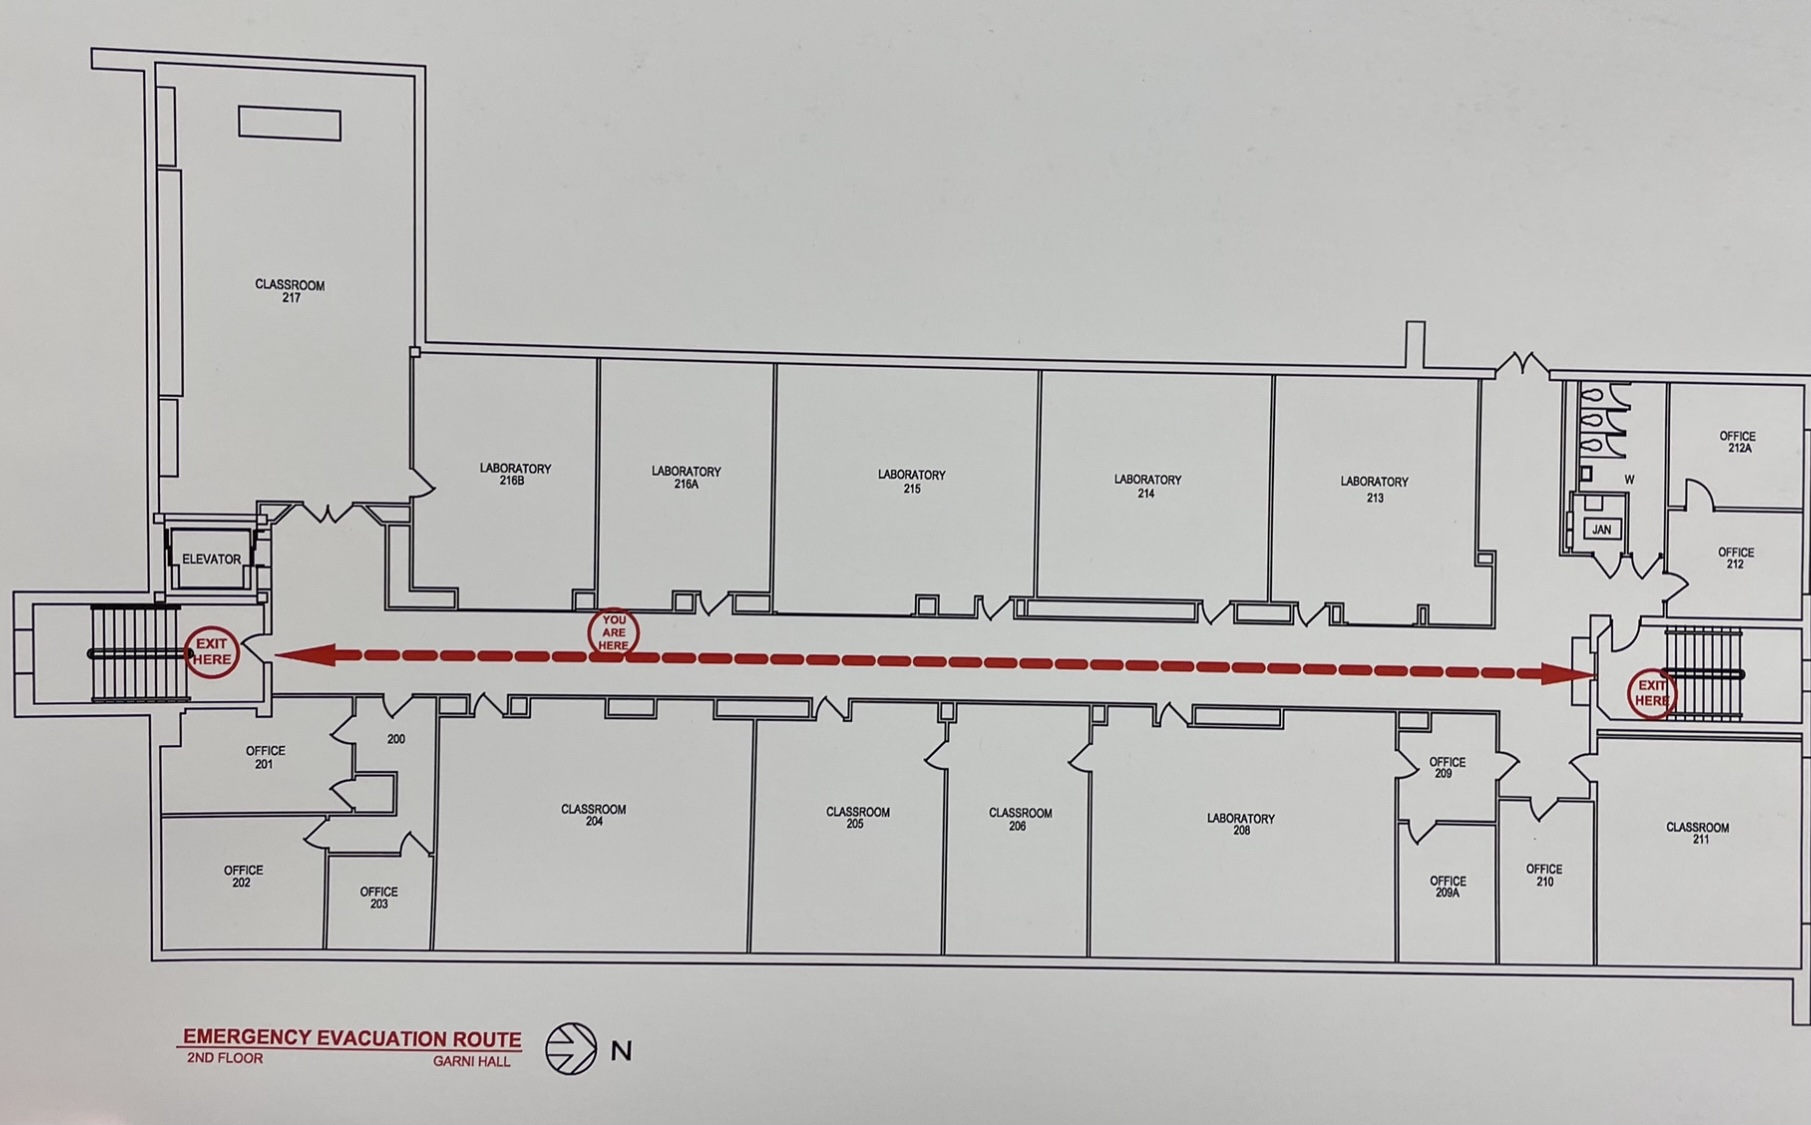 CLASSROOM
217
LABORATORY
216B
LABORATORY
216A
LABORATORY
215
LABORATORY
214
LABORATORY
213
W
JAN
OFFICE
212A
OFFICE
212
ELEVATOR
EXIT
HERE
YOU
ARE
HERE
EXIT
HERE
OFFICE
201
200
OFFICE
202
OFFICE
203
CLASSROOM
204
CLASSROOM
205
CLASSROOM
206
LABORATORY
208
OFFICE
209
OFFICE
209A
OFFICE
210
CLASSROOM
211
EMERGENCY EVACUATION ROUTE
2ND FLOOR GARNI HALL
N